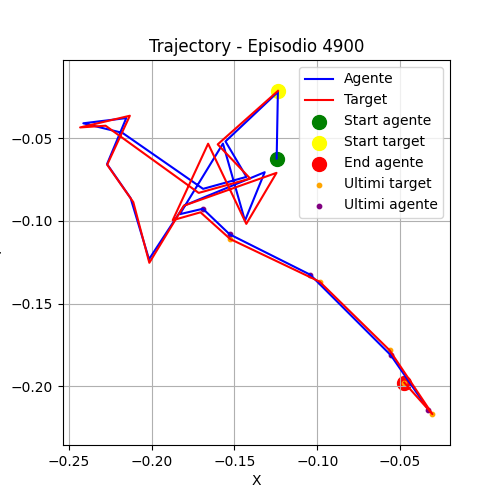 Trajectory - Episodio 4900
Agente
Target
Start agente
Start target
End agente
Ultimi target
Ultimi agente
−0.05
−0.10
−0.15
−0.20
−0.25
−0.20
−0.15
−0.10
−0.05
X